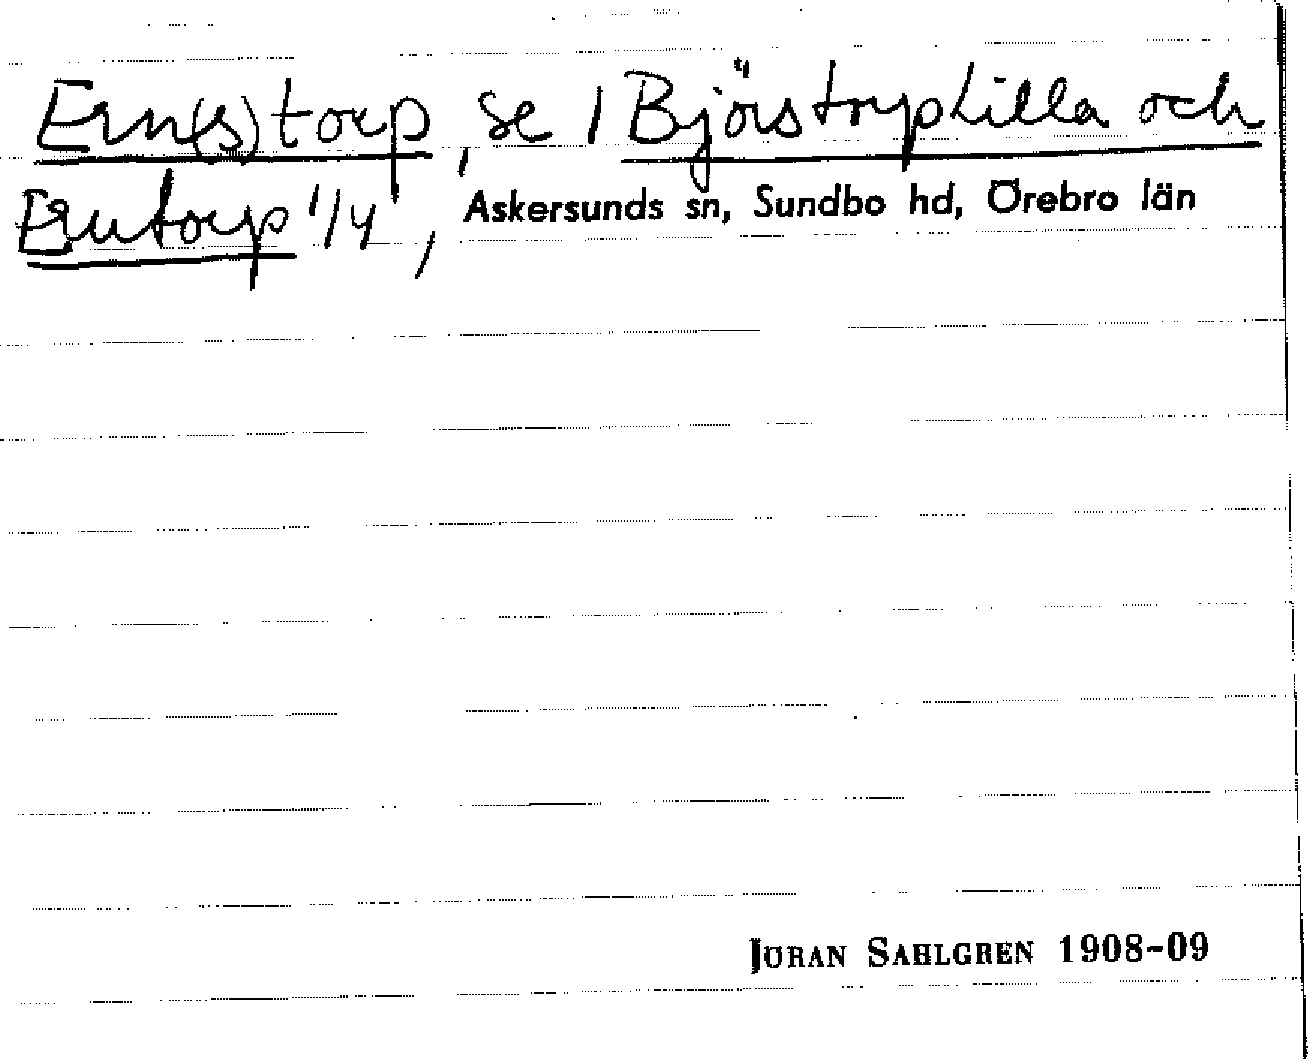 Ern(s)torp, se 1 Björstorp Lilla och
Erntorp 1/4, Askersunds sn, Sundbo hd, Örebro län
JÖRAN SAHLGREN 1908-09